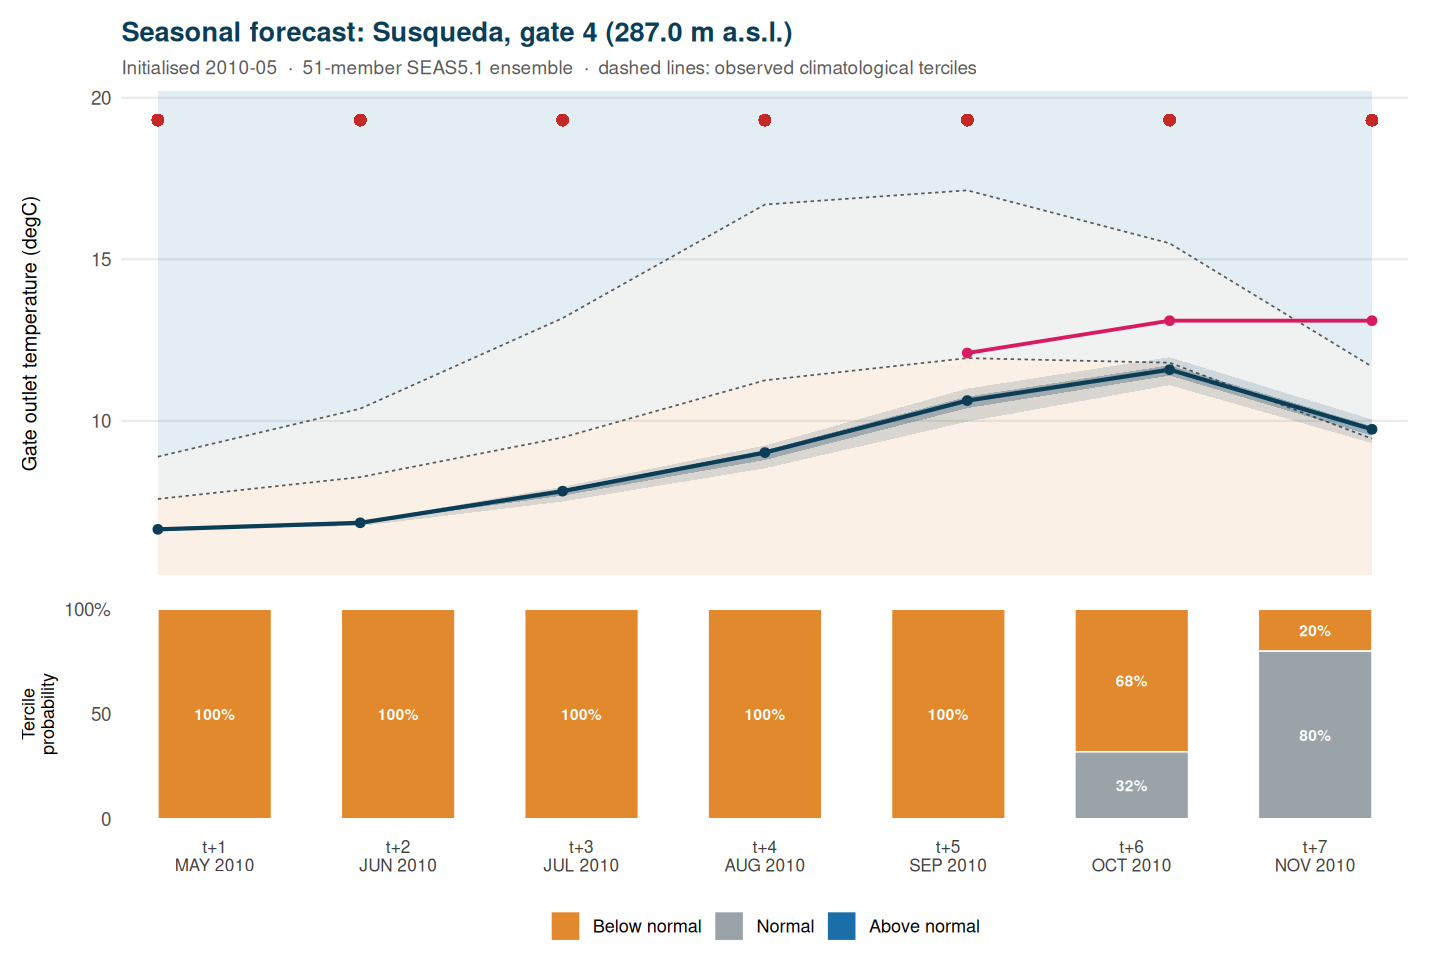 Seasonal forecast: Susqueda, gate 4 (287.0 m a.s.l.)
Initialised 2010-05 · 51-member SEAS5.1 ensemble · dashed lines: observed climatological terciles
Gate outlet temperature (degC)
20
15
10
Tercile
probability
100%
50
0
100%
100%
100%
100%
100%
68%
32%
20%
80%
t+1
MAY 2010
t+2
JUN 2010
t+3
JUL 2010
t+4
AUG 2010
t+5
SEP 2010
t+6
OCT 2010
t+7
NOV 2010
Below normal
Normal
Above normal